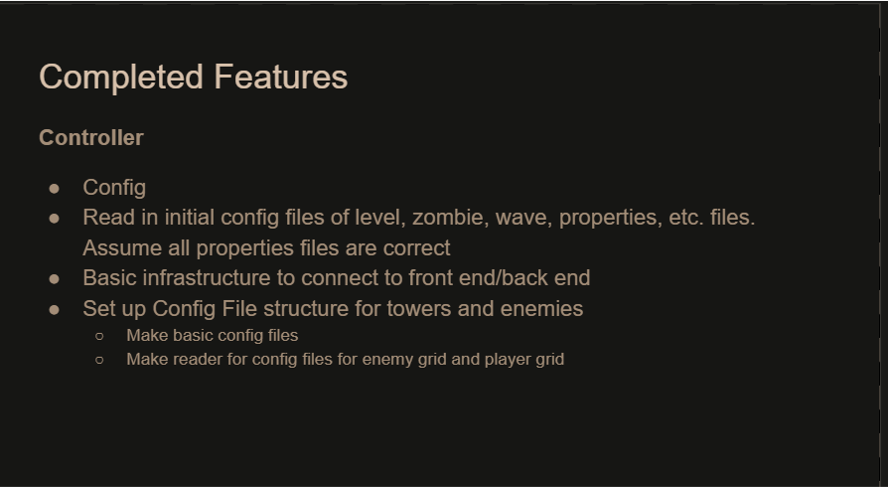 Completed Features
Controller
● Config
● Read in initial config files of level, zombie, wave, properties, etc. files.
Assume all properties files are correct
● Basic infrastructure to connect to front end/back end
● Set up Config File structure for towers and enemies
○ Make basic config files
○ Make reader for config files for enemy grid and player grid